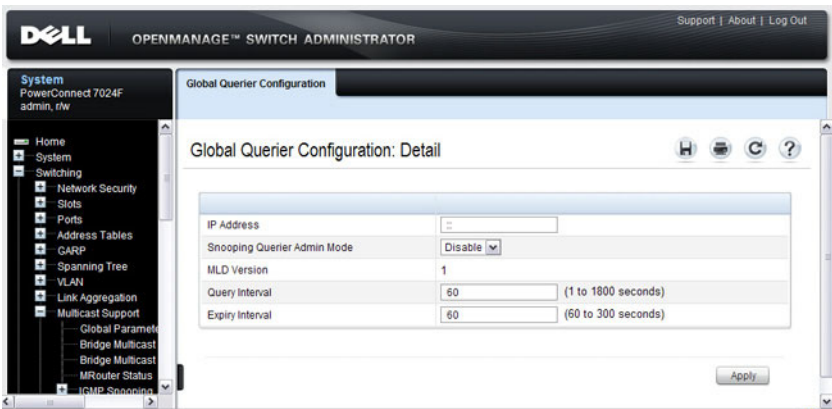 Support | About | Log Out
DELL OPENMANAGE™ SWITCH ADMINISTRATOR
System
PowerConnect 7024F
admin, r/w
Home
System
Switching
Network Security
Slots
Ports
Address Tables
GARP
Spanning Tree
VLAN
Link Aggregation
Multicast Support
Global Paramete
Bridge Multicast
Bridge Multicast
MRouter Status
IGMP Snooping
Global Querier Configuration
Global Querier Configuration: Detail
IP Address ::
Snooping Querier Admin Mode Disable
MLD Version 1
Query Interval 60 (1 to 1800 seconds)
Expiry Interval 60 (60 to 300 seconds)
Apply